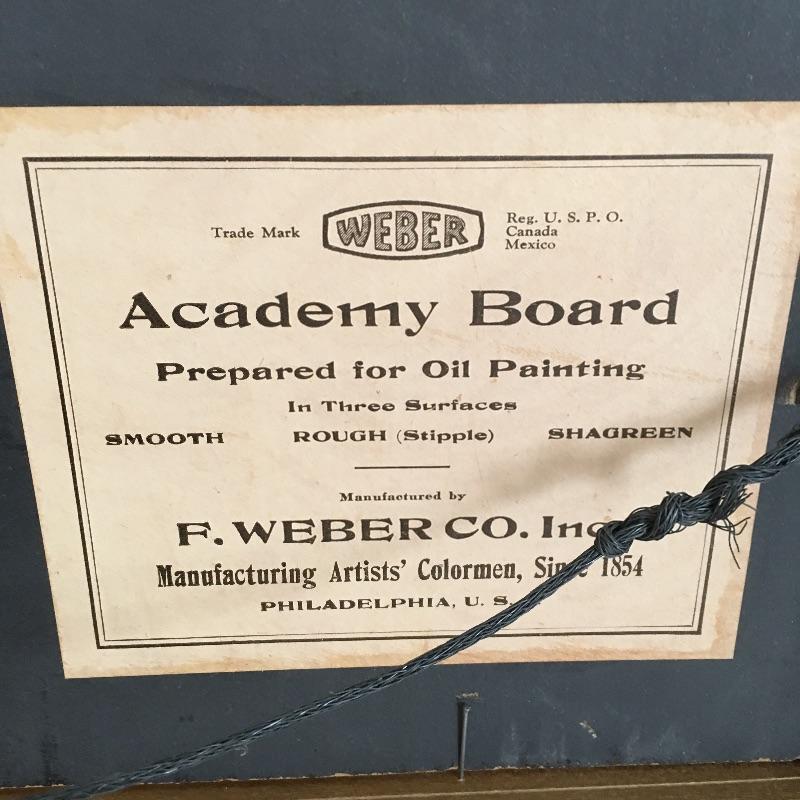 Trade Mark WEBER Reg. U. S. P. O.
Canada
Mexico
Academy Board
Prepared for Oil Painting
In Three Surfaces
SMOOTH ROUGH (Stipple) SHAGREEN
Manufactured by
F. WEBER CO. Inc
Manufacturing Artists' Colormen, Since 1854
PHILADELPHIA, U. S.